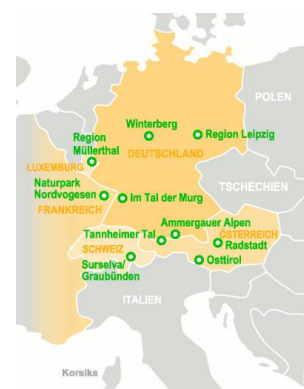 POLEN
Winterberg
Region Leipzig
Region
Müllerthal
DEUTSCHLAND
LUXEMBURG
TSCHECHIEN
Naturpark
Nordvogesen
Im Tal der Murg
FRANKREICH
Ammergauer Alpen
Tannheimer Tal
ÖSTERREICH
Radstadt
SCHWEIZ
Surselva/
Graubünden
Osttirol
ITALIEN
Korsika